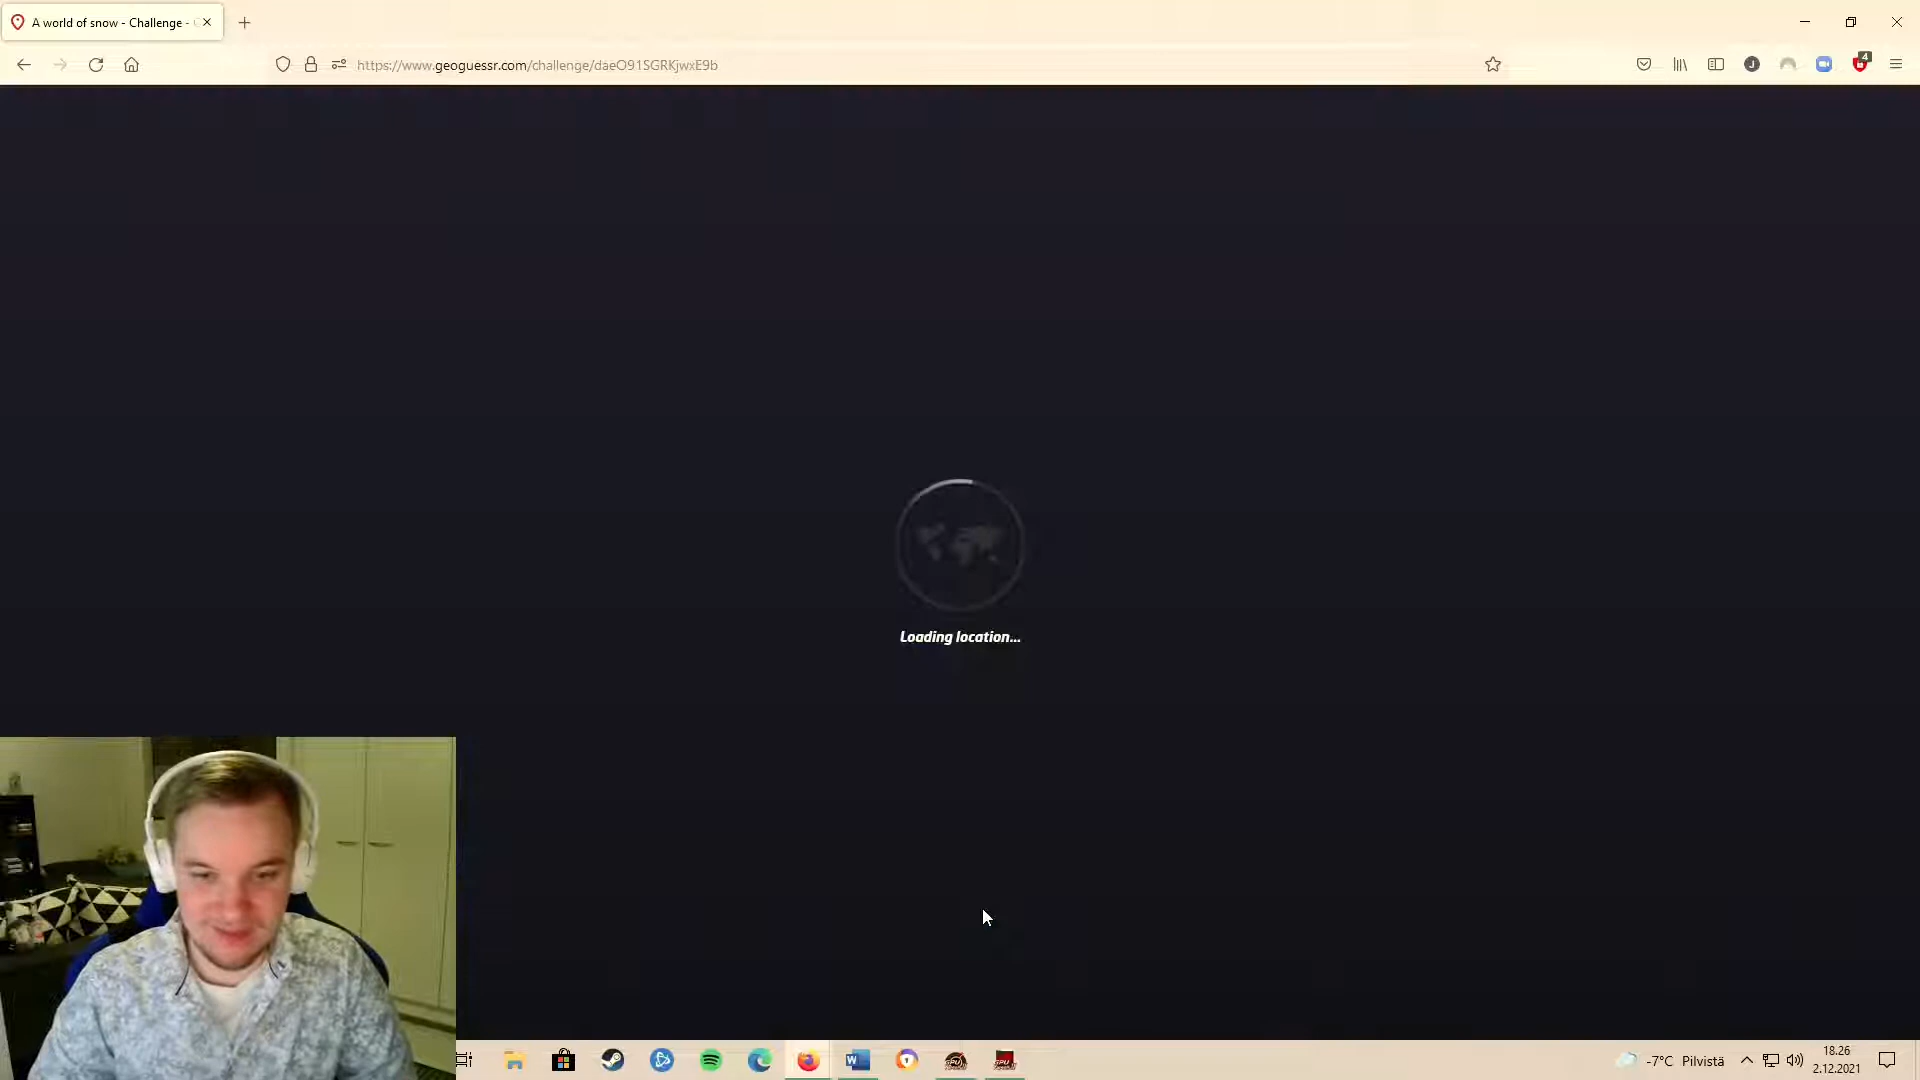 A world of snow - Challenge -
https://www.geoguessr.com/challenge/daeO91SGRKjwxE9b
4
J
Loading location...
W
-7°C Pilvistä
18.26
2.12.2021